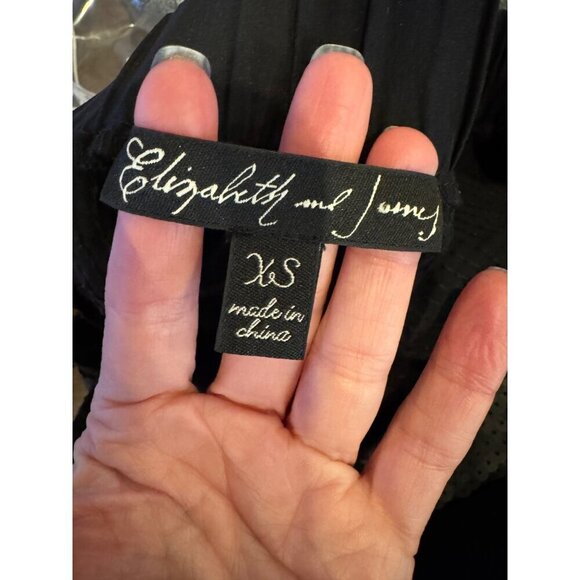 Elizabeth and James
XS
made in
china